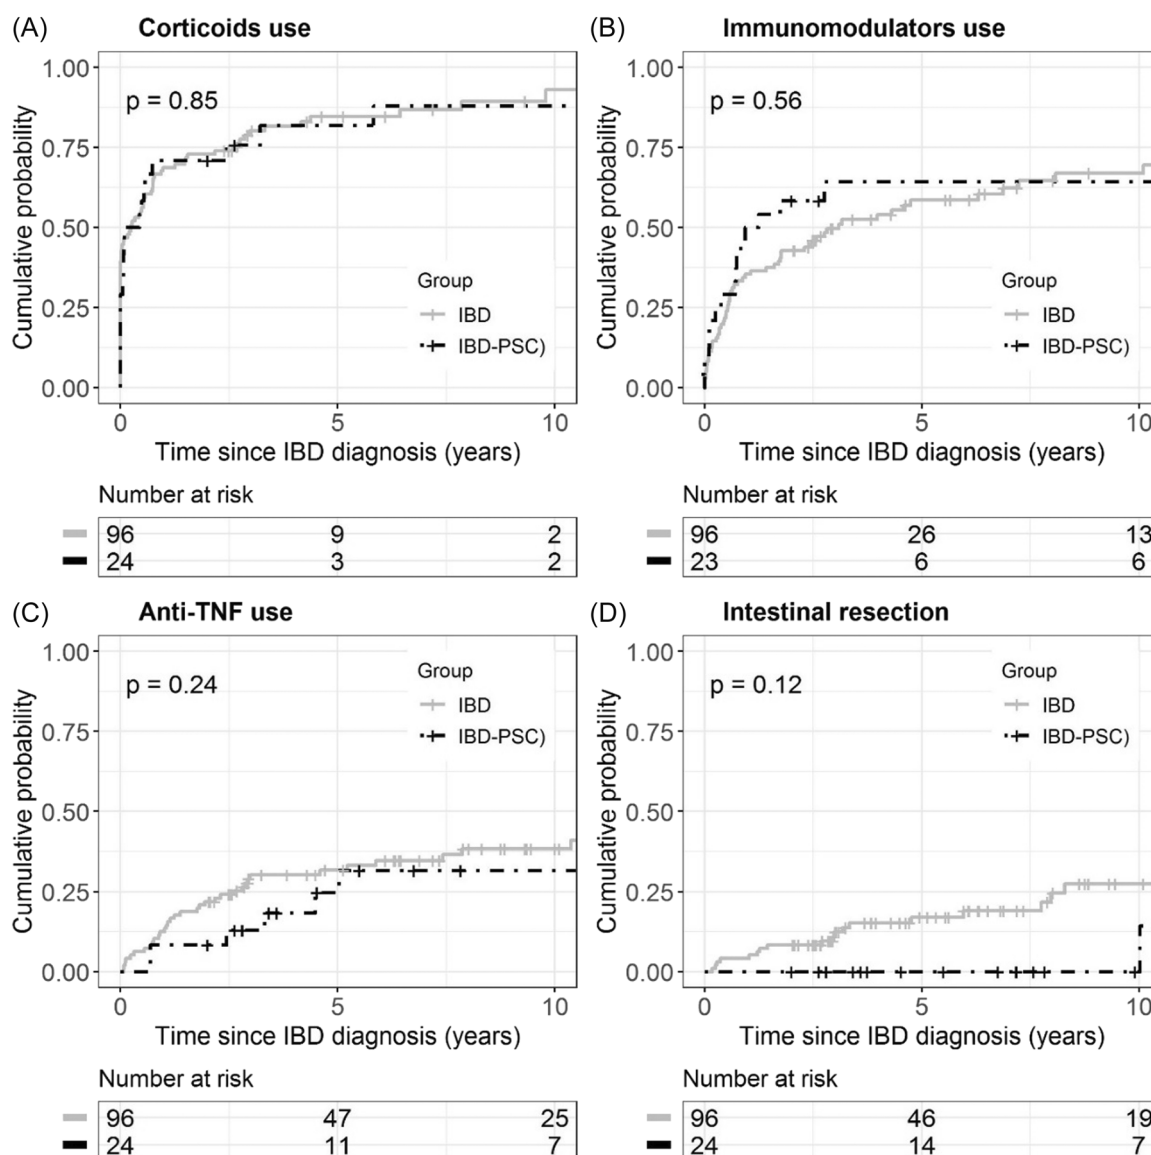 (A) Corticoids use
Cumulative probability
1.00
0.75
0.50
0.25
0.00
p = 0.85
Group
IBD
IBD-PSC)
0 5 10
Time since IBD diagnosis (years)
Number at risk
96 9 2
24 3 2
(B) Immunomodulators use
Cumulative probability
1.00
0.75
0.50
0.25
0.00
p = 0.56
Group
IBD
IBD-PSC)
0 5 10
Time since IBD diagnosis (years)
Number at risk
96 26 13
23 6 6
(C) Anti-TNF use
Cumulative probability
1.00
0.75
0.50
0.25
0.00
p = 0.24
Group
IBD
IBD-PSC)
0 5 10
Time since IBD diagnosis (years)
Number at risk
96 47 25
24 11 7
(D) Intestinal resection
Cumulative probability
1.00
0.75
0.50
0.25
0.00
p = 0.12
Group
IBD
IBD-PSC)
0 5 10
Time since IBD diagnosis (years)
Number at risk
96 46 19
24 14 7